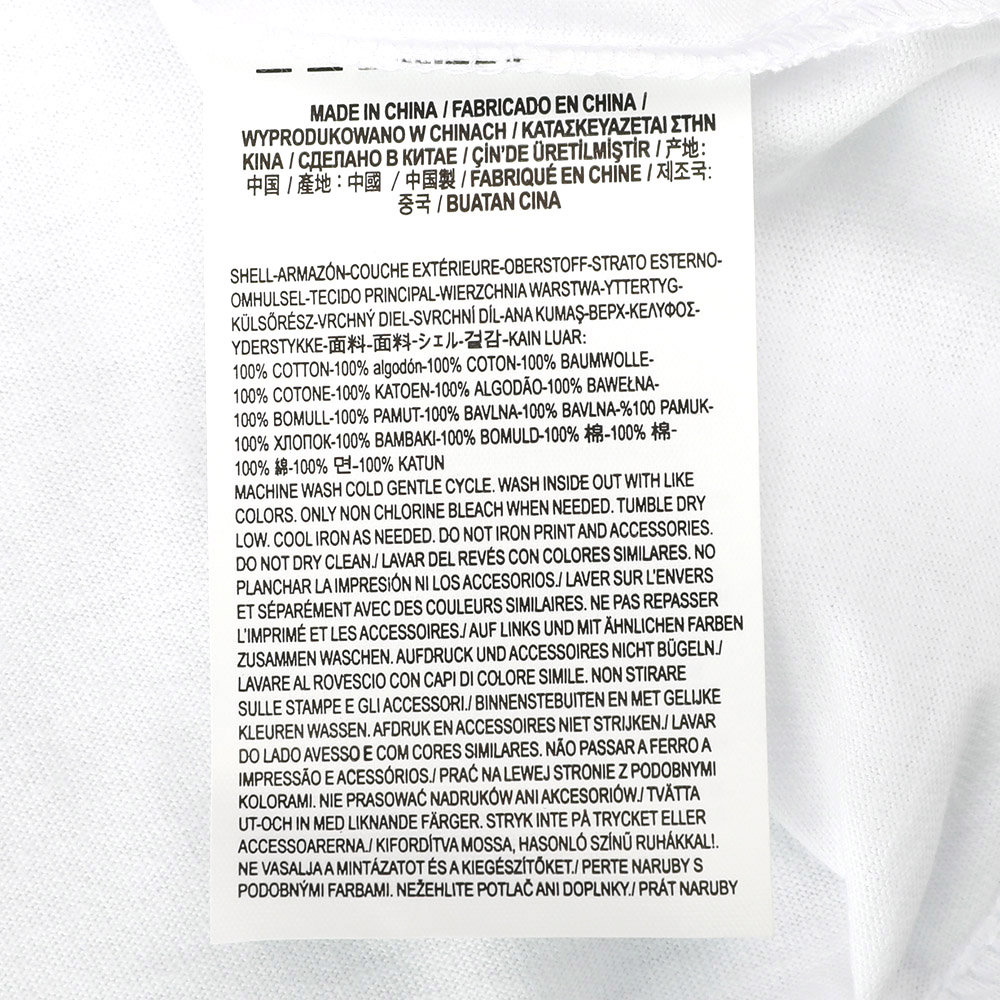 MADE IN CHINA / FABRICADO EN CHINA /
WYPRODUKOWANO W CHINACH / ΚΑΤΑΣΚΕΥΑΖΕΤΑΙ ΣΤΗΝ
ΚΙΝΑ / СДЕЛАНО В КИТАЕ / ÇİN'DE ÜRETİLMİŞTİR / 产地:
中国 / 產地：中國 / 中国製 / FABRIQUÉ EN CHINE / 제조국:
중국 / BUATAN CINA
SHELL-ARMAZÓN-COUCHE EXTÉRIEURE-OBERSTOFF-STRATO ESTERNO-
OMHULSEL-TECIDO PRINCIPAL-WIERZCHNIA WARSTWA-YTTERTYG-
KÜLSŐRÉSZ-VRCHNÝ DIEL-SVRCHNÍ DÍL-ANA KUMAŞ-ВЕРХ-ΚΕΛΥΦΟΣ-
YDERSTYKKE-面料-面料-シェル-겉감-KAIN LUAR:
100% COTTON-100% algodón-100% COTON-100% BAUMWOLLE-
100% COTONE-100% KATOEN-100% ALGODÃO-100% BAWEŁNA-
100% BOMULL-100% PAMUT-100% BAVLNA-100% BAVLNA-%100 PAMUK-
100% ХЛОПОК-100% ΒΑΜΒΑΚΙ-100% BOMULD-100% 棉-100% 棉-
100% 綿-100% 면-100% KATUN
MACHINE WASH COLD GENTLE CYCLE. WASH INSIDE OUT WITH LIKE
COLORS. ONLY NON CHLORINE BLEACH WHEN NEEDED. TUMBLE DRY
LOW. COOL IRON AS NEEDED. DO NOT IRON PRINT AND ACCESSORIES.
DO NOT DRY CLEAN./ LAVAR DEL REVÉS CON COLORES SIMILARES. NO
PLANCHAR LA IMPRESIÓN NI LOS ACCESORIOS./ LAVER SUR L'ENVERS
ET SÉPARÉMENT AVEC DES COULEURS SIMILAIRES. NE PAS REPASSER
L'IMPRIMÉ ET LES ACCESSOIRES./ AUF LINKS UND MIT ÄHNLICHEN FARBEN
ZUSAMMEN WASCHEN. AUFDRUCK UND ACCESSOIRES NICHT BÜGELN./
LAVARE AL ROVESCIO CON CAPI DI COLORE SIMILE. NON STIRARE
SULLE STAMPE E GLI ACCESSORI./ BINNENSTEBUITEN EN MET GELIJKE
KLEUREN WASSEN. AFDRUK EN ACCESSOIRES NIET STRIJKEN./ LAVAR
DO LADO AVESSO E COM CORES SIMILARES. NÃO PASSAR A FERRO A
IMPRESSÃO E ACESSÓRIOS./ PRAĆ NA LEWEJ STRONIE Z PODOBNYMI
KOLORAMI. NIE PRASOWAĆ NADRUKÓW ANI AKCESORIÓW./ TVÄTTA
UT-OCH IN MED LIKNANDE FÄRGER. STRYK INTE PÅ TRYCKET ELLER
ACCESSOARERNA./ KIFORDÍTVA MOSSA, HASONLÓ SZÍNŰ RUHÁKKAL!.
NE VASALJA A MINTÁZATOT ÉS A KIEGÉSZÍTŐKET./ PERTE NARUBY S
PODOBNÝMI FARBAMI. NEŽEHLITE POTLAČ ANI DOPLNKY./ PRÁT NARUBY